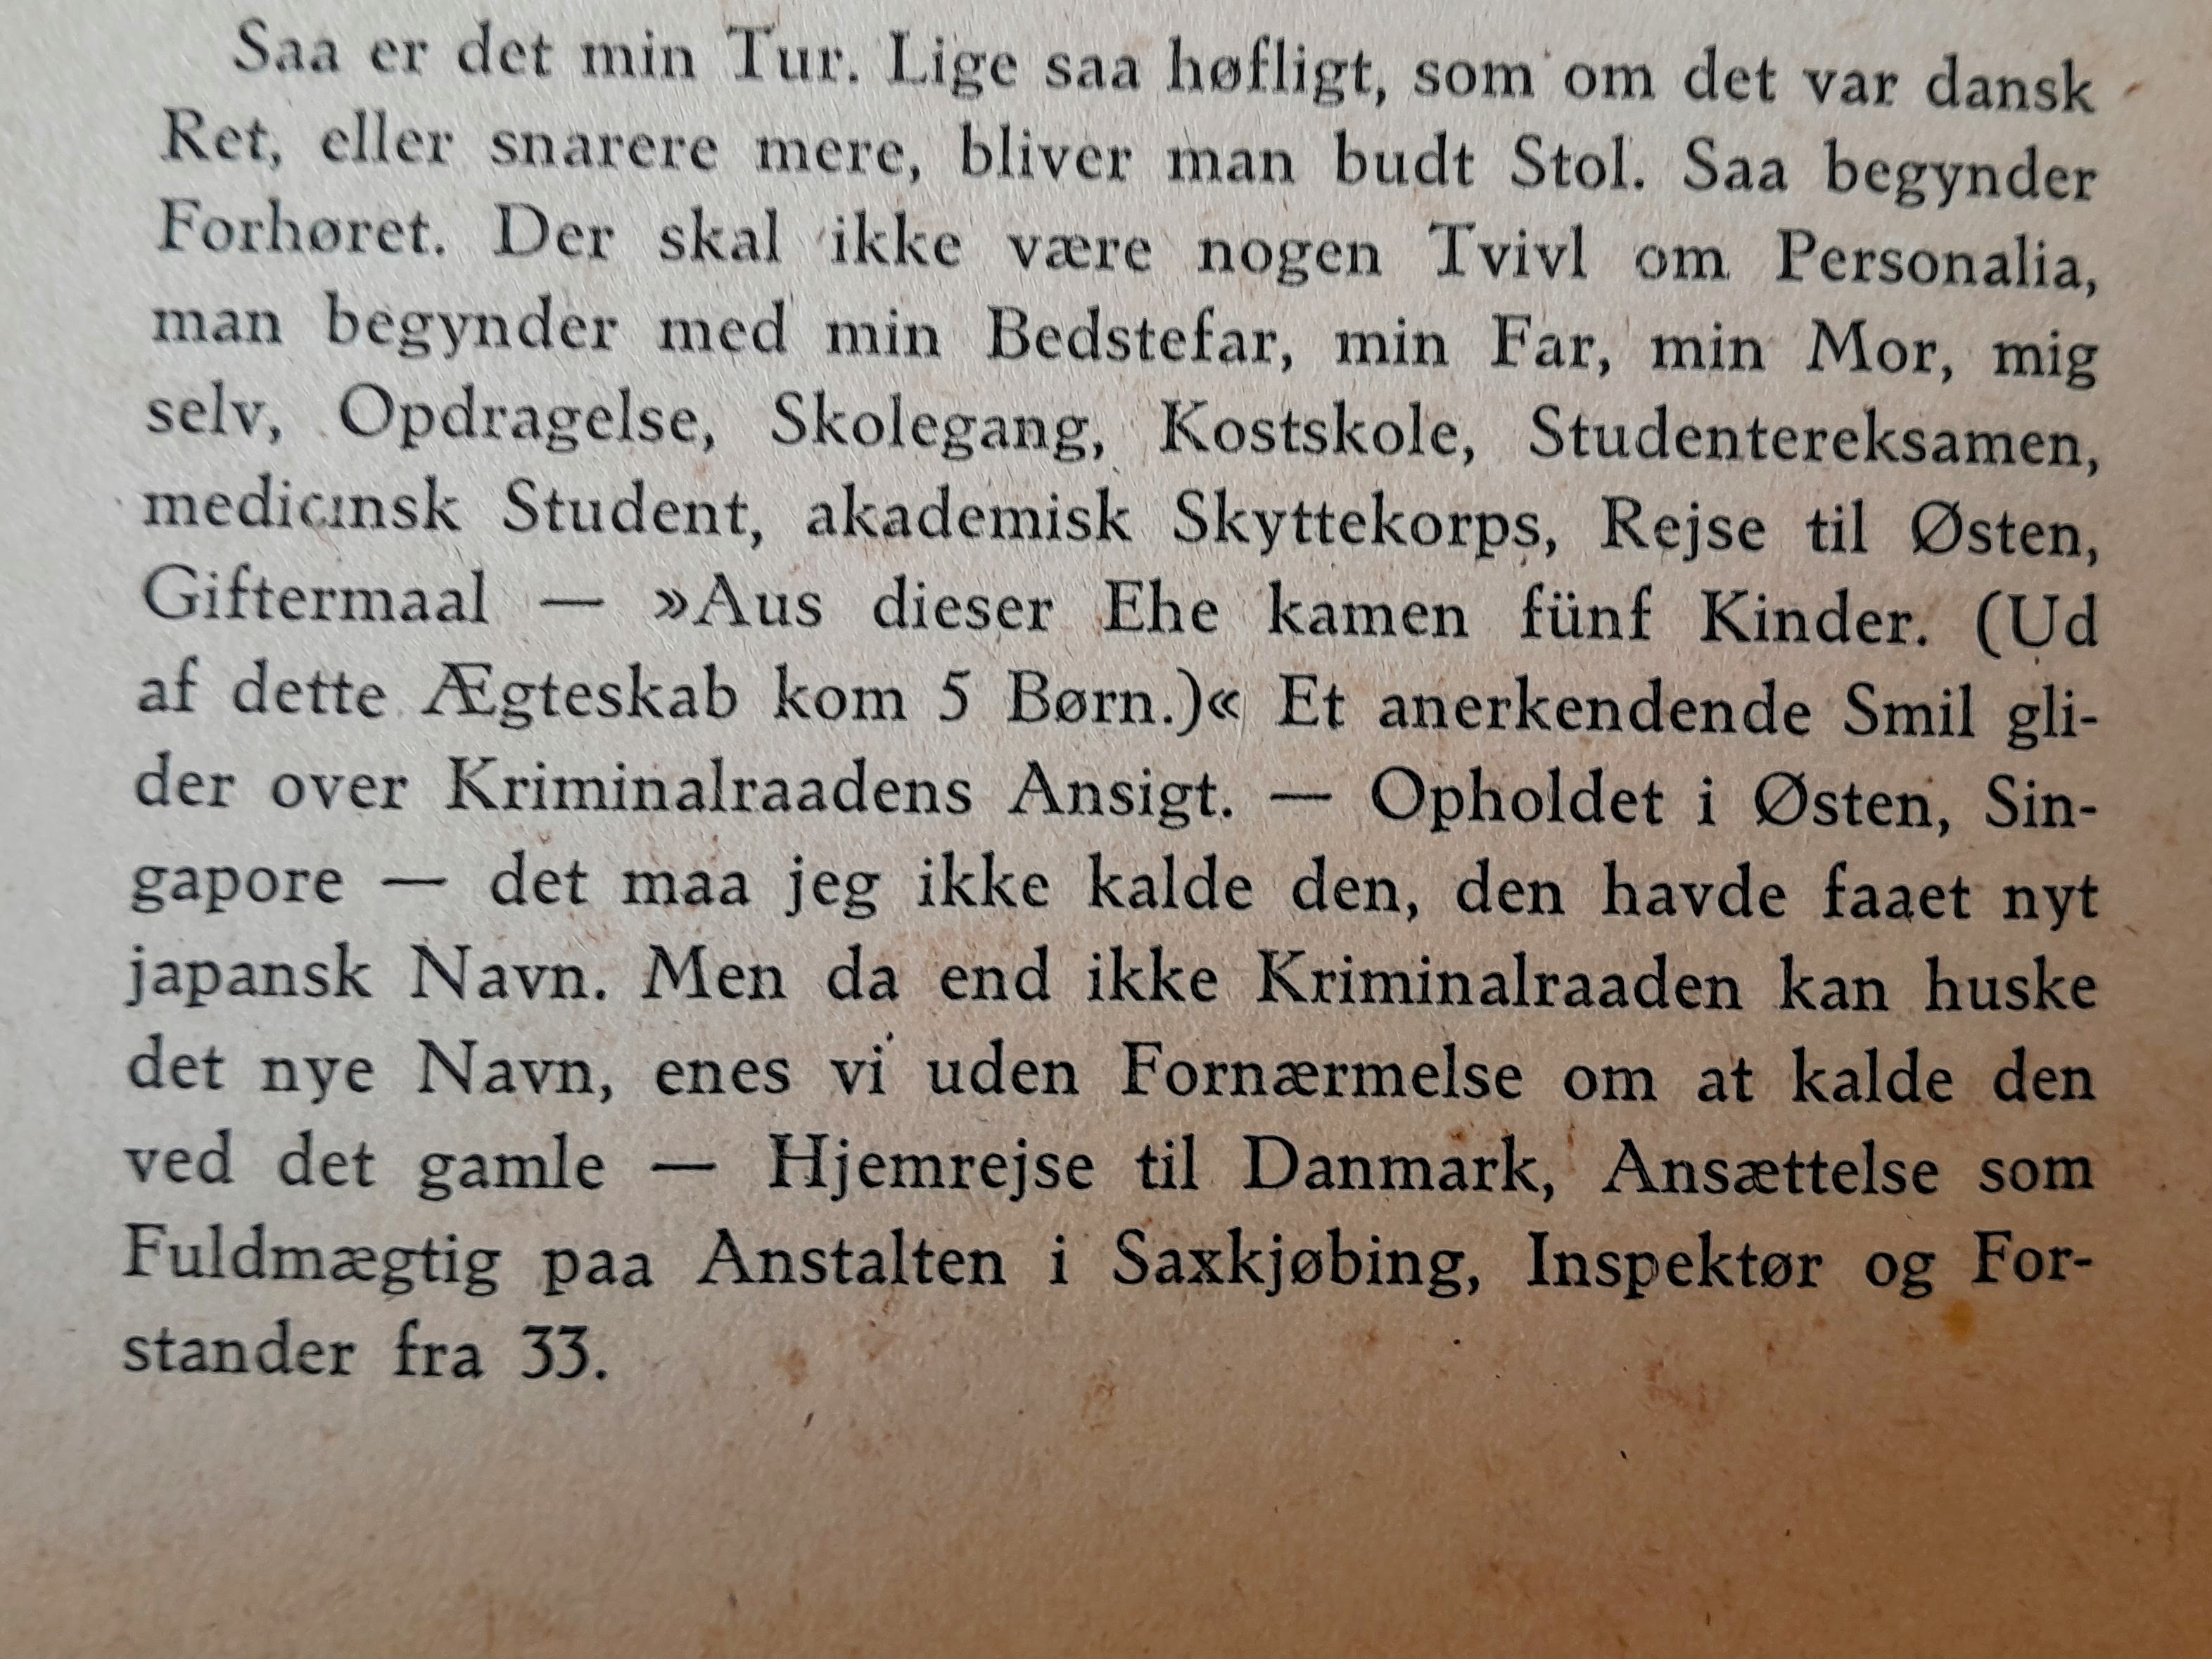 Saa er det min Tur. Lige saa høfligt, som om det var dansk
Ret, eller snarere mere, bliver man budt Stol. Saa begynder
Forhøret. Der skal ikke være nogen Tvivl om Personalia,
man begynder med min Bedstefar, min Far, min Mor, mig
selv, Opdragelse, Skolegang, Kostskole, Studentereksamen,
medicinsk Student, akademisk Skyttekorps, Rejse til Østen,
Giftermaal — »Aus dieser Ehe kamen fünf Kinder. (Ud
af dette Ægteskab kom 5 Børn.)« Et anerkendende Smil gli-
der over Kriminalraadens Ansigt. — Opholdet i Østen, Sin-
gapore — det maa jeg ikke kalde den, den havde faaet nyt
japansk Navn. Men da end ikke Kriminalraaden kan huske
det nye Navn, enes vi uden Fornærmelse om at kalde den
ved det gamle — Hjemrejse til Danmark, Ansættelse som
Fuldmægtig paa Anstalten i Saxkjøbing, Inspektør og For-
stander fra 33.